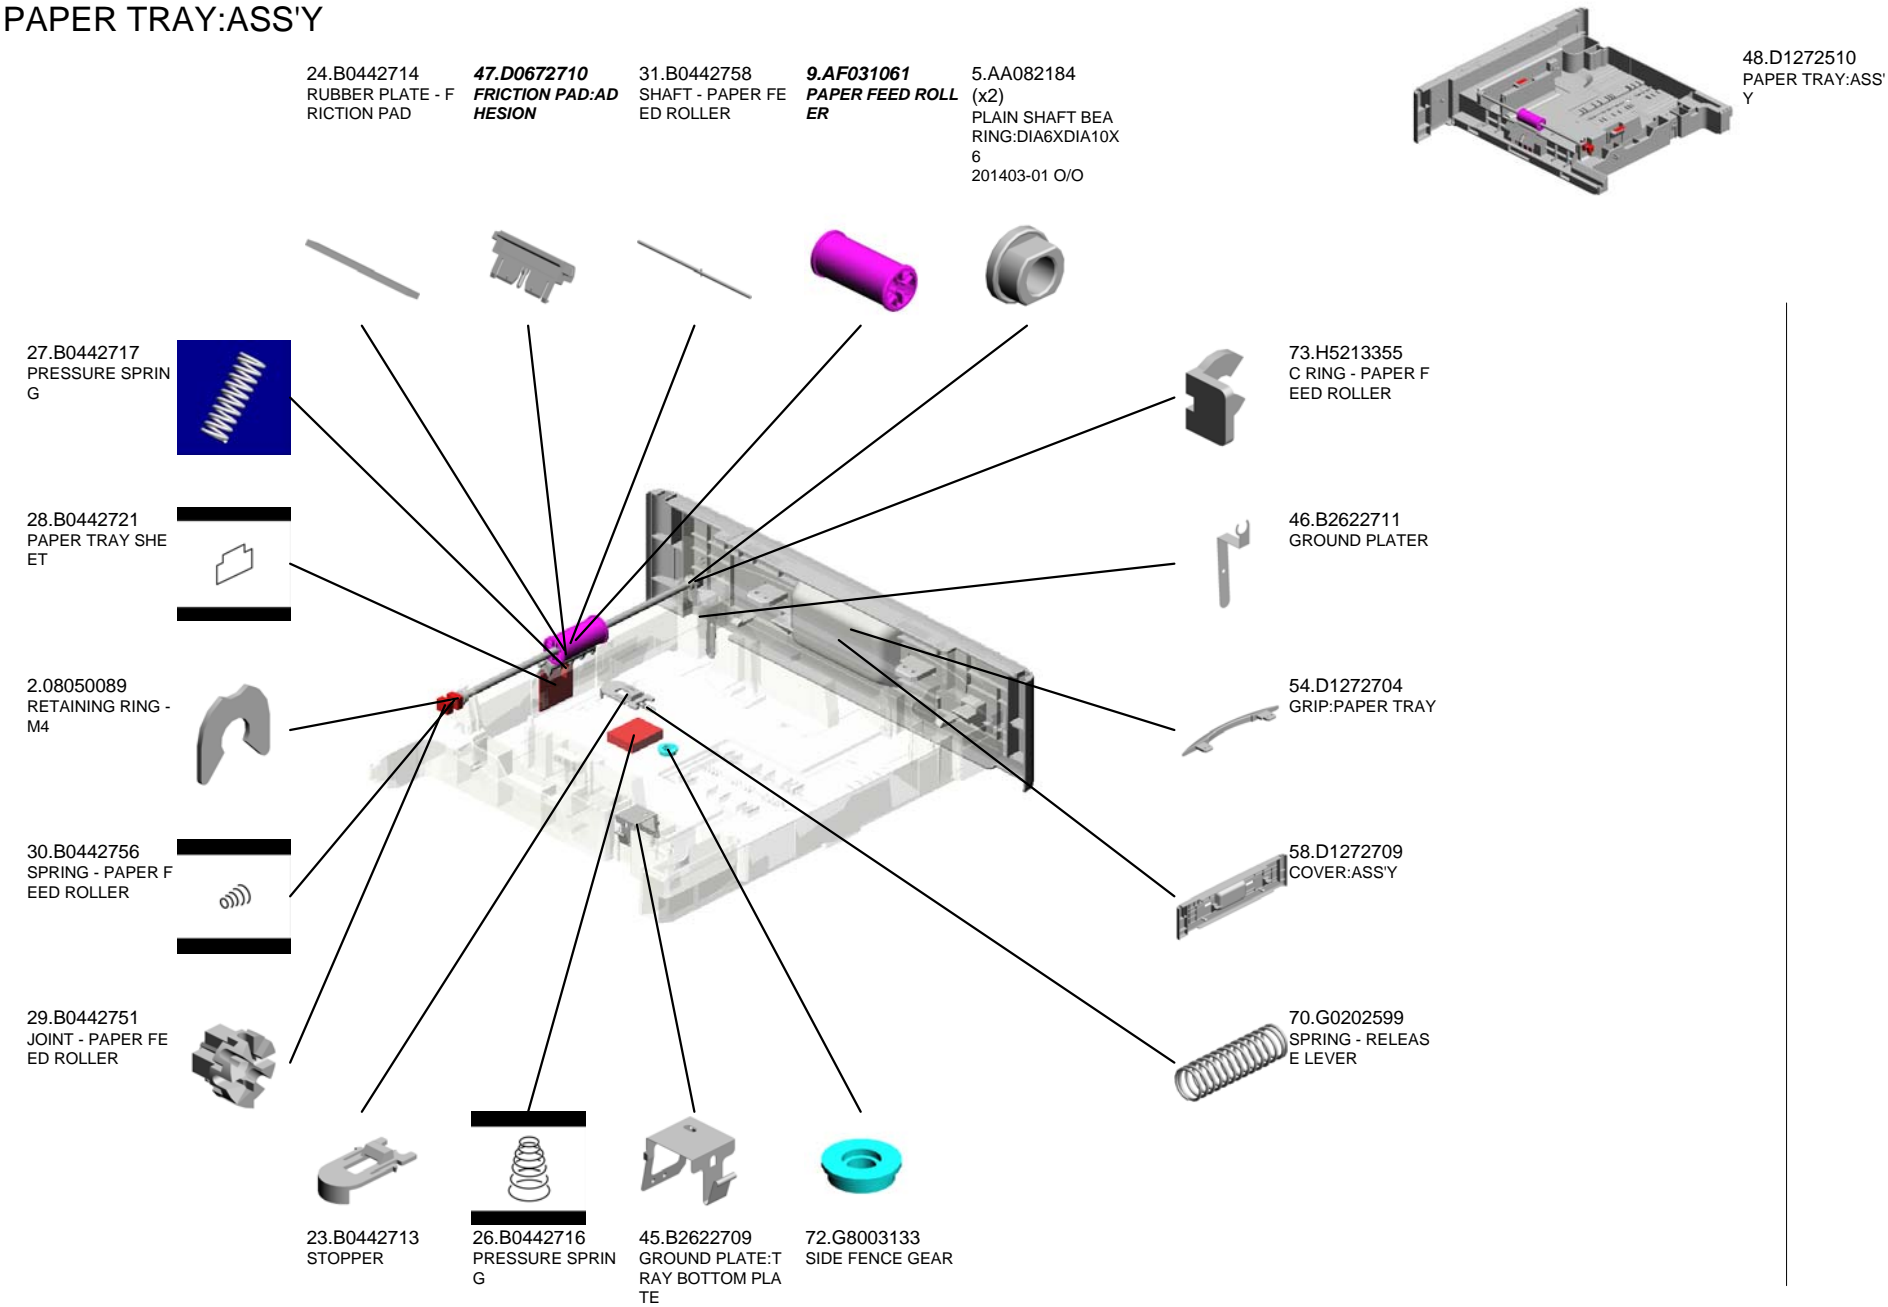 PAPER TRAY:ASS'Y
24.B0442714
RUBBER PLATE - F
RICTION PAD
47.D0672710
FRICTION PAD:AD
HESION
31.B0442758
SHAFT - PAPER FE
ED ROLLER
9.AF031061
PAPER FEED ROLL
ER
5.AA082184
(x2)
PLAIN SHAFT BEA
RING:DIA6XDIA10X
6
201403-01 O/O
48.D1272510
PAPER TRAY:ASS'
Y
27.B0442717
PRESSURE SPRIN
G
73.H5213355
C RING - PAPER F
EED ROLLER
28.B0442721
PAPER TRAY SHE
ET
46.B2622711
GROUND PLATER
2.08050089
RETAINING RING -
M4
54.D1272704
GRIP:PAPER TRAY
30.B0442756
SPRING - PAPER F
EED ROLLER
58.D1272709
COVER:ASS'Y
29.B0442751
JOINT - PAPER FE
ED ROLLER
70.G0202599
SPRING - RELEAS
E LEVER
23.B0442713
STOPPER
26.B0442716
PRESSURE SPRIN
G
45.B2622709
GROUND PLATE:T
RAY BOTTOM PLA
TE
72.G8003133
SIDE FENCE GEAR